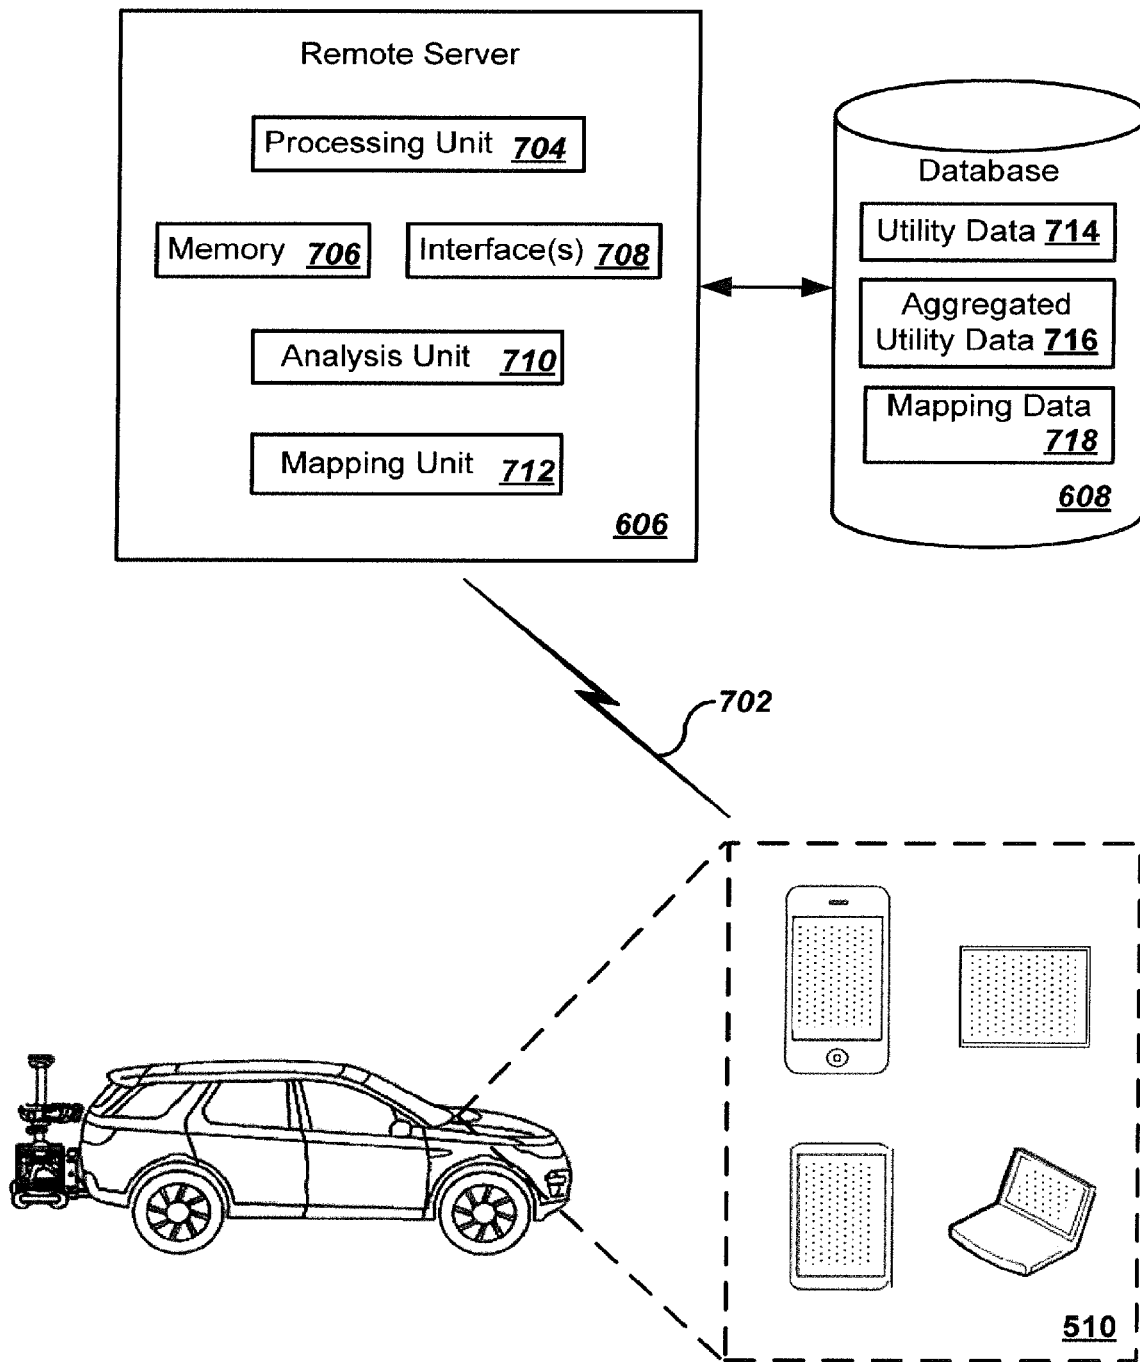 Remote Server
Processing Unit 704
Memory 706
Interface(s) 708
Analysis Unit 710
Mapping Unit 712
606
Database
Utility Data 714
Aggregated
Utility Data 716
Mapping Data
718
608
702
510